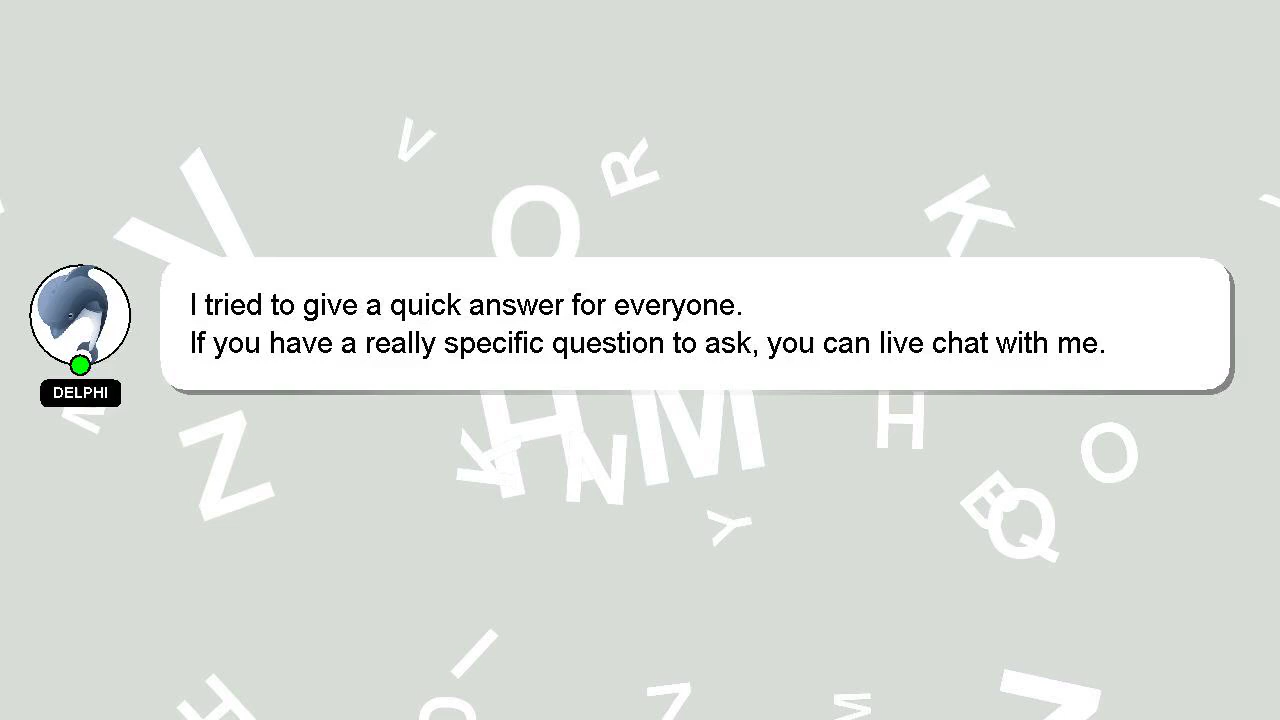 I tried to give a quick answer for everyone.
If you have a really specific question to ask, you can live chat with me.
DELPHI
V
R
K
V
O
Z
H
M
H
K
N
N
O
B
Q
Y
I
H
O
Z
M